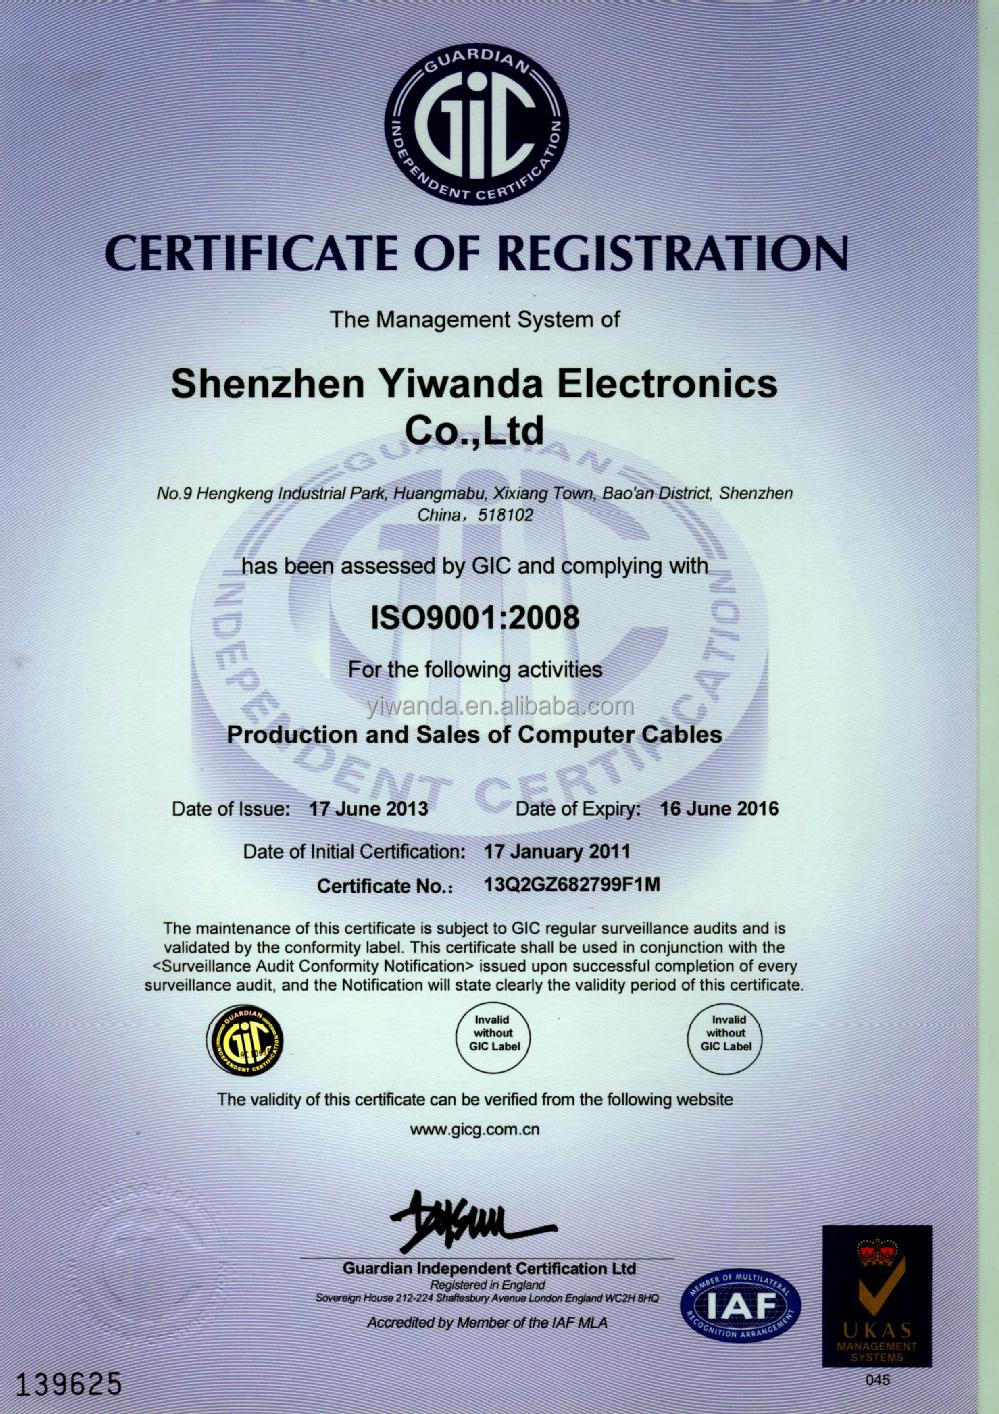 GUARDIAN
GiC
INDEPENDENT CERTIFICATION
CERTIFICATE OF REGISTRATION
The Management System of
Shenzhen Yiwanda Electronics
Co.,Ltd
GUARDIAN
GiC
INDEPENDENT CERTIFICATION
No.9 Hengkeng Industrial Park, Huangmabu, Xixiang Town, Bao'an District, Shenzhen
China，518102
has been assessed by GIC and complying with
ISO9001:2008
For the following activities
yiwanda.en.alibaba.com
Production and Sales of Computer Cables
Date of Issue: 17 June 2013 Date of Expiry: 16 June 2016
Date of Initial Certification: 17 January 2011
Certificate No.: 13Q2GZ682799F1M
The maintenance of this certificate is subject to GIC regular surveillance audits and is
validated by the conformity label. This certificate shall be used in conjunction with the
<Surveillance Audit Conformity Notification> issued upon successful completion of every
surveillance audit, and the Notification will state clearly the validity period of this certificate.
GUARDIAN
GiC
INDEPENDENT CERTIFICATION
Invalid
without
GIC Label
Invalid
without
GIC Label
The validity of this certificate can be verified from the following website
www.gicg.com.cn
Guardian Independent Certification Ltd
Registered in England
Sovereign House 212-224 Shaftesbury Avenue London England WC2H 8HQ
Accredited by Member of the IAF MLA
MEMBER OF MULTILATERAL
IAF
RECOGNITION ARRANGEMENT
UKAS
MANAGEMENT
SYSTEMS
045
139625